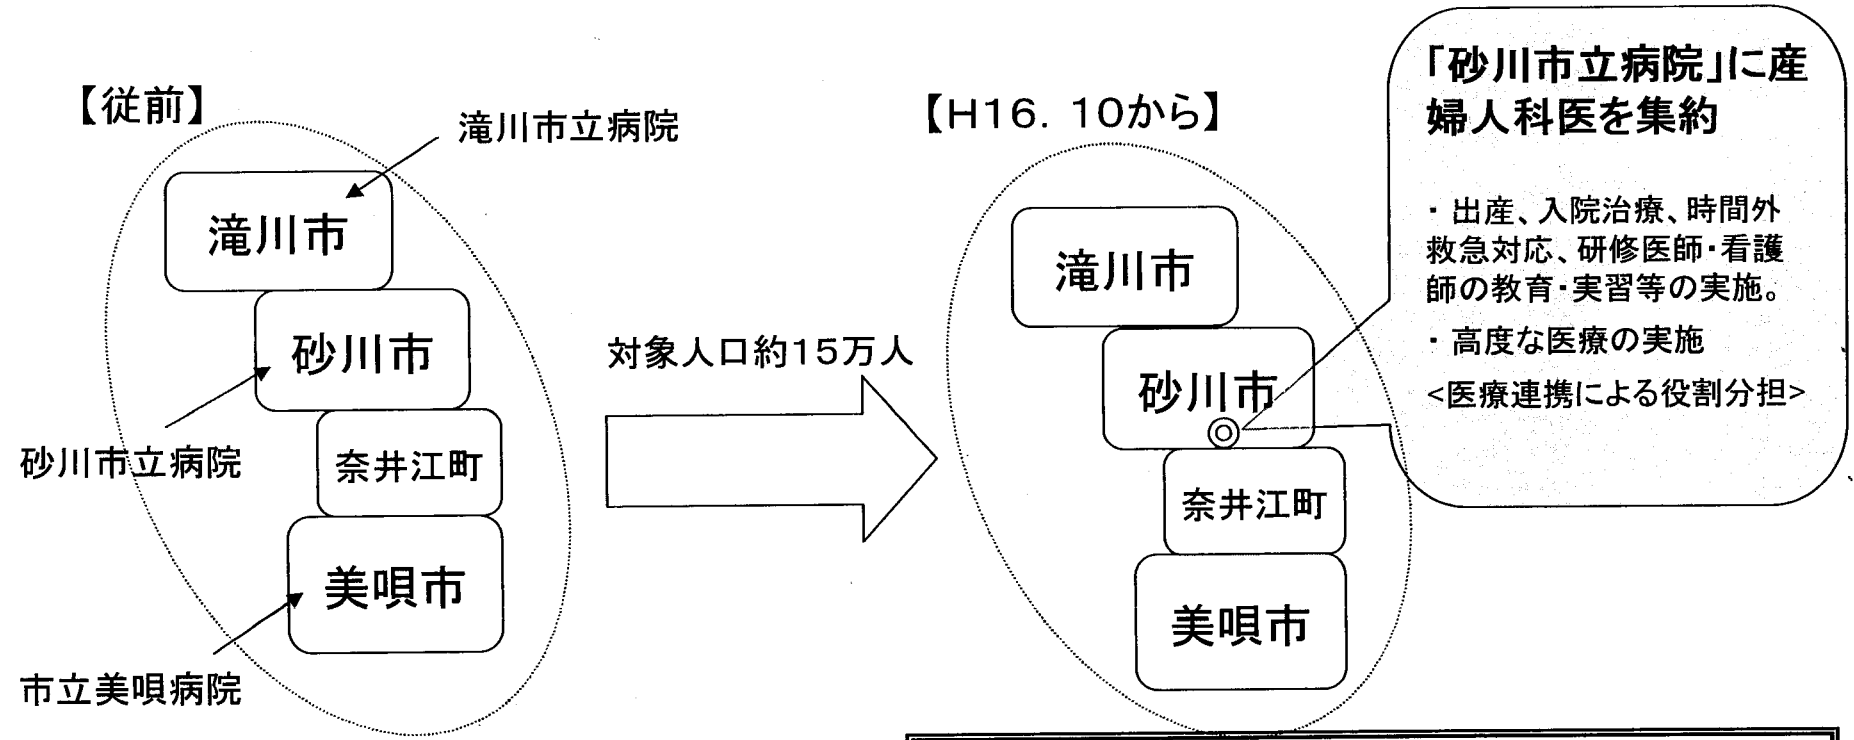 【従前】
滝川市立病院
滝川市
砂川市
砂川市立病院
奈井江町
美唄市
市立美唄病院
対象人口約15万人
【H16．10から】
滝川市
砂川市
奈井江町
美唄市
「砂川市立病院」に産
婦人科医を集約
・出産、入院治療、時間外
救急対応、研修医師・看護
師の教育・実習等の実施。
・高度な医療の実施
<医療連携による役割分担>